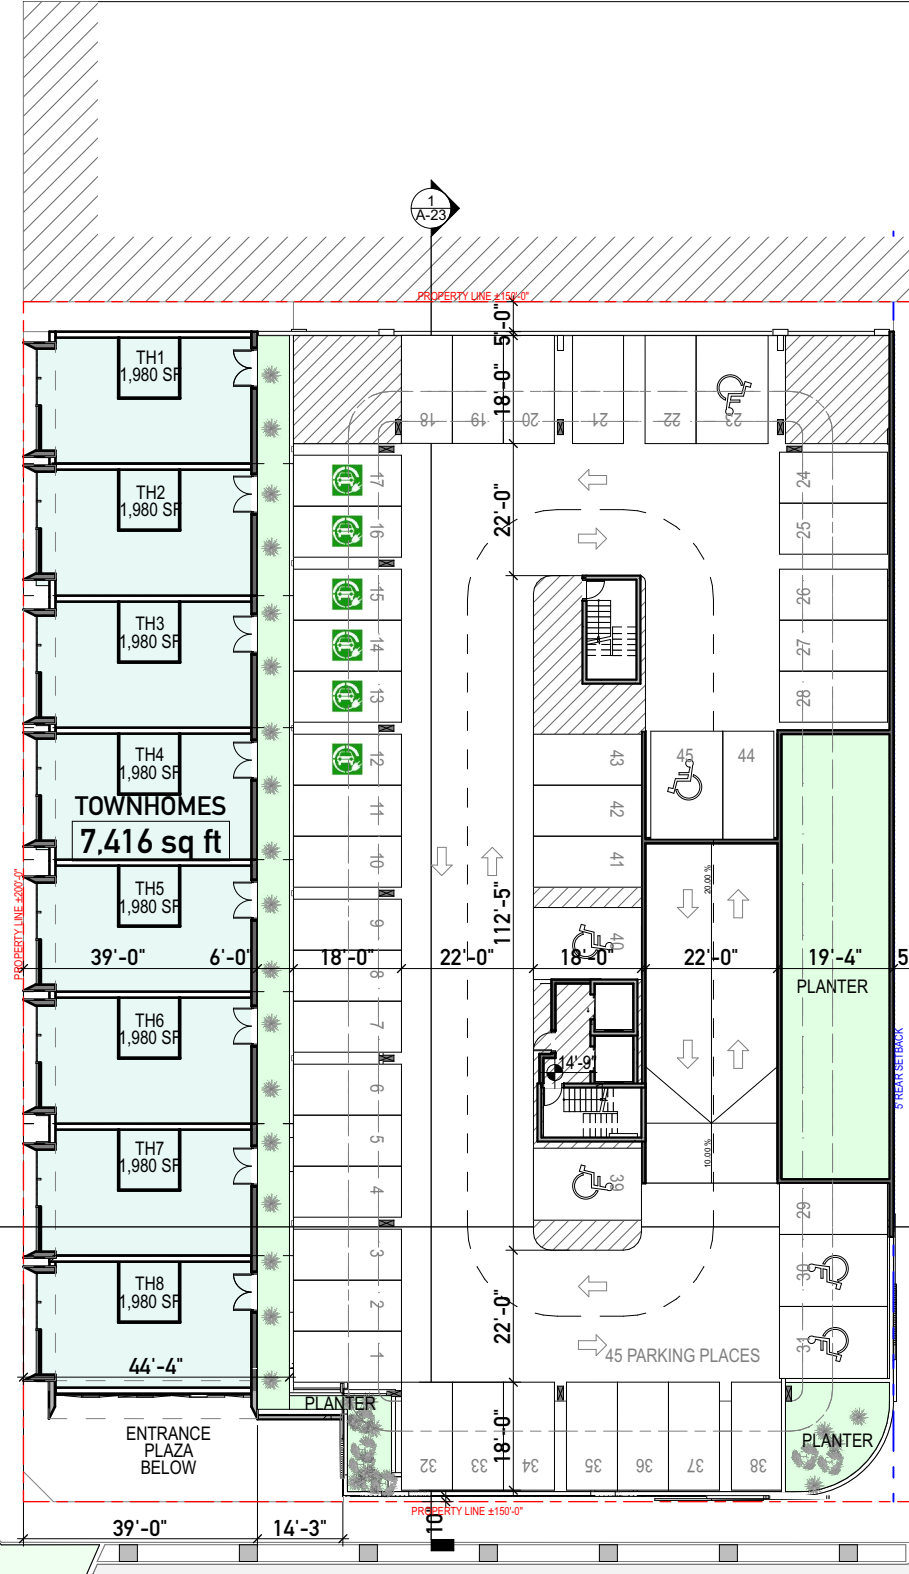 1
A-23
PROPERTY LINE ±150'-0"
5'-0"
18'-0"
TH1
1,980 SF
18
19
20
21
22
23
TH2
1,980 SF
17
24
22'-0"
16
25
TH3
1,980 SF
15
26
14
27
13
28
TH4
1,980 SF
12
43
45
44
TOWNHOMES
7,416 sq ft
11
42
10
41
20.00 %
PROPERTY LINE ±200'-0"
TH5
1,980 SF
9
112'-5"
40
39'-0"
6'-0"
18'-0"
22'-0"
18'-0"
22'-0"
19'-4"
5
8
PLANTER
7
TH6
1,980 SF
14'-9"
5' REAR SETBACK
6
TH7
1,980 SF
5
10.00 %
4
39
29
3
TH8
1,980 SF
2
30
22'-0"
1
31
45 PARKING PLACES
44'-4"
PLANTER
ENTRANCE
PLAZA
BELOW
18'-0"
PLANTER
32
33
34
35
36
37
38
PROPERTY LINE ±150'-0"
10'
39'-0"
14'-3"